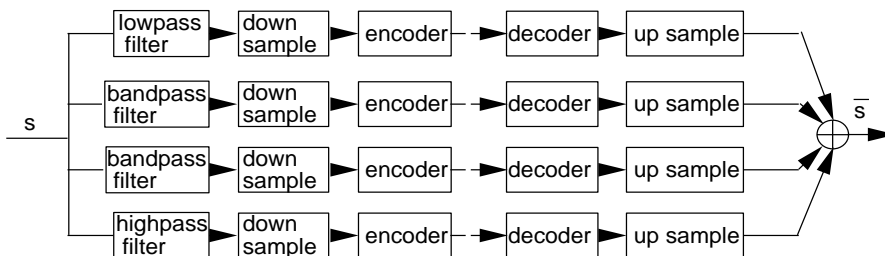 lowpass filter down sample encoder decoder up sample
bandpass filter down sample encoder decoder up sample
s
s̅
bandpass filter down sample encoder decoder up sample
highpass filter down sample encoder decoder up sample